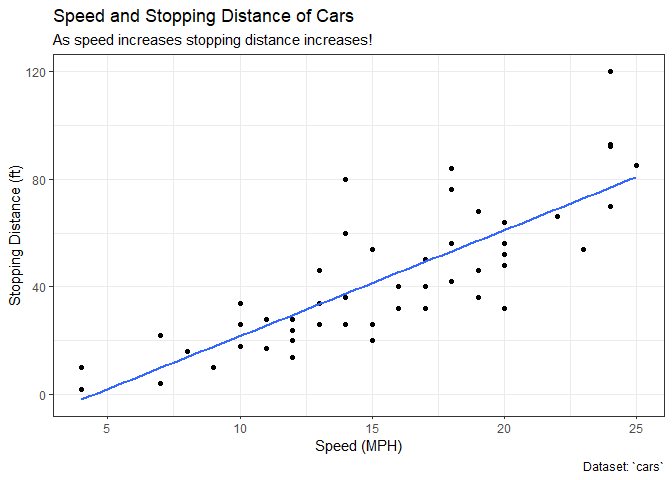 Speed and Stopping Distance of Cars
As speed increases stopping distance increases!
Stopping Distance (ft)
120
80
40
0
5 10 15 20 25
Speed (MPH)
Dataset: `cars`